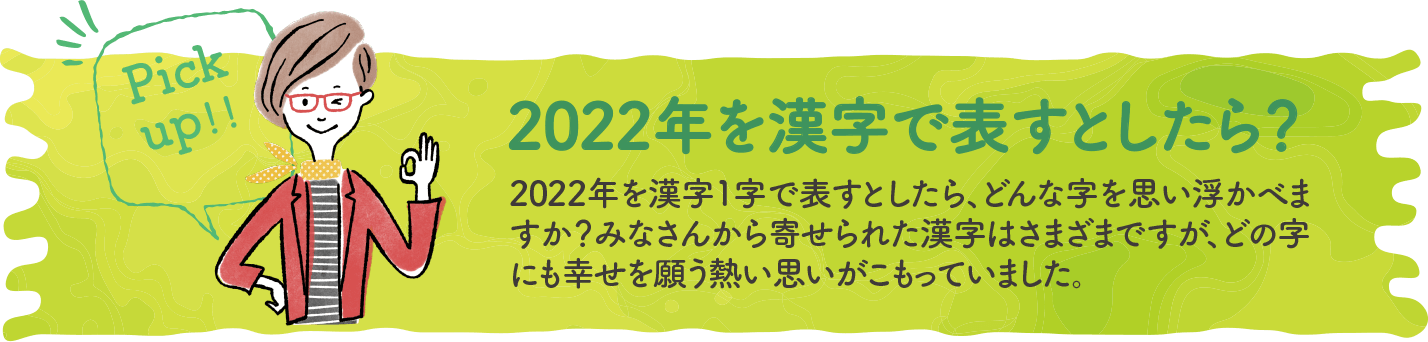 Pick
up!!
2022年を漢字で表すとしたら？
2022年を漢字1字で表すとしたら、どんな字を思い浮かべま
すか？みなさんから寄せられた漢字はさまざまですが、どの字
にも幸せを願う熱い思いがこもっていました。